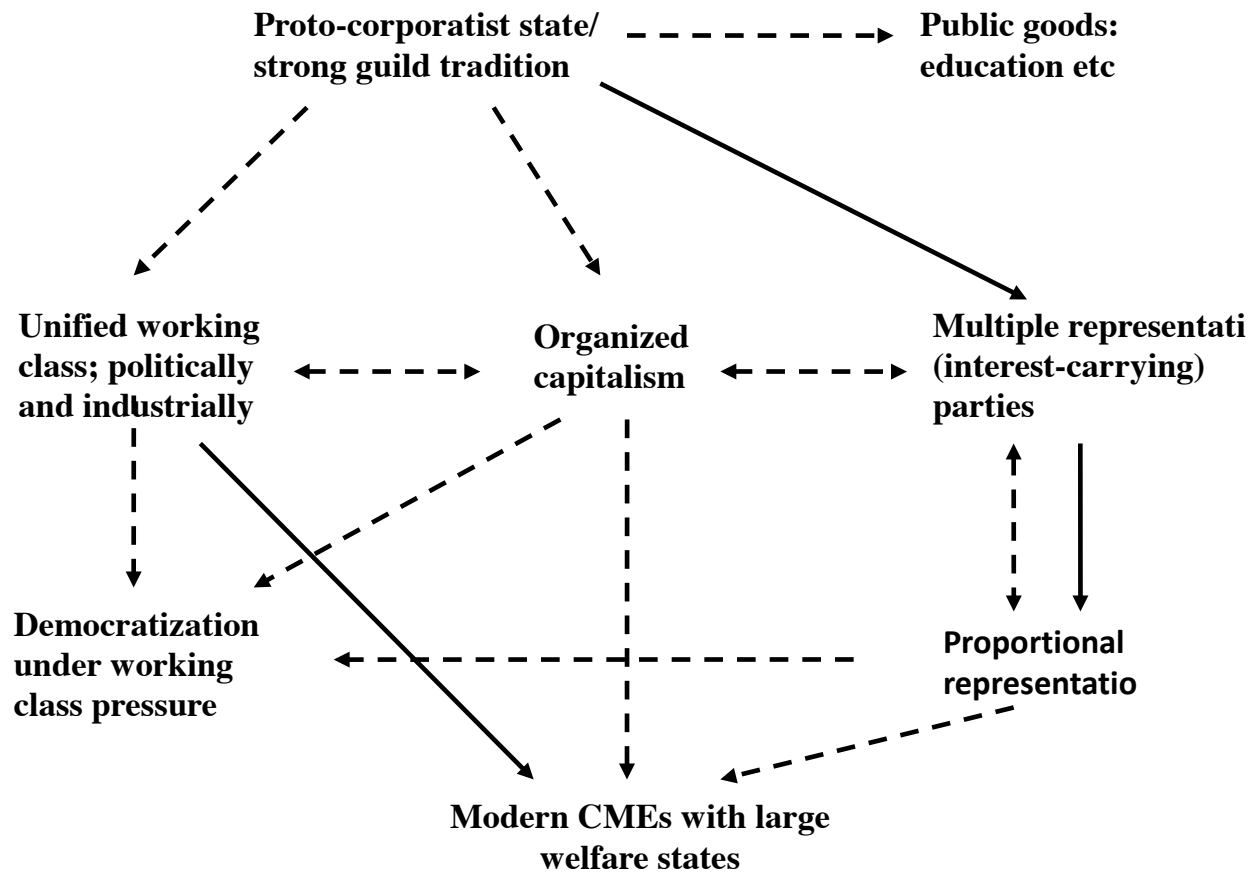 Proto-corporatist state/
strong guild tradition
Public goods:
education etc
Unified working
class; politically
and industrially
Organized
capitalism
Multiple representati
(interest-carrying)
parties
Democratization
under working
class pressure
Proportional
representatio
Modern CMEs with large
welfare states